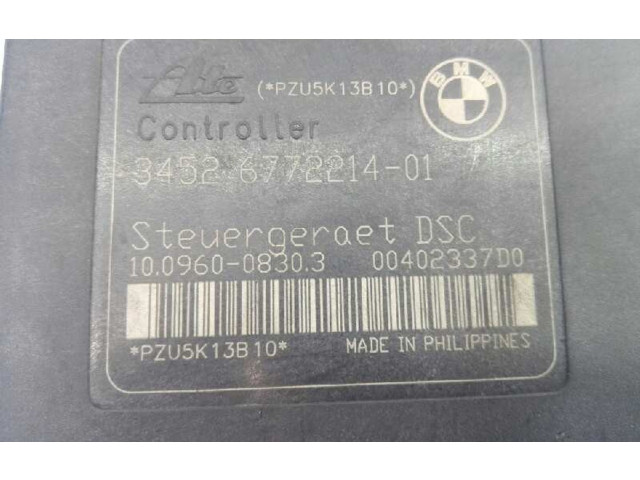 Ate (*PZU5K13B10*) BMW
Controller
3452 6772214-01
Steuergeraet DSC
10.0960-0830.3 00402337D0
*PZU5K13B10* MADE IN PHILIPPINES